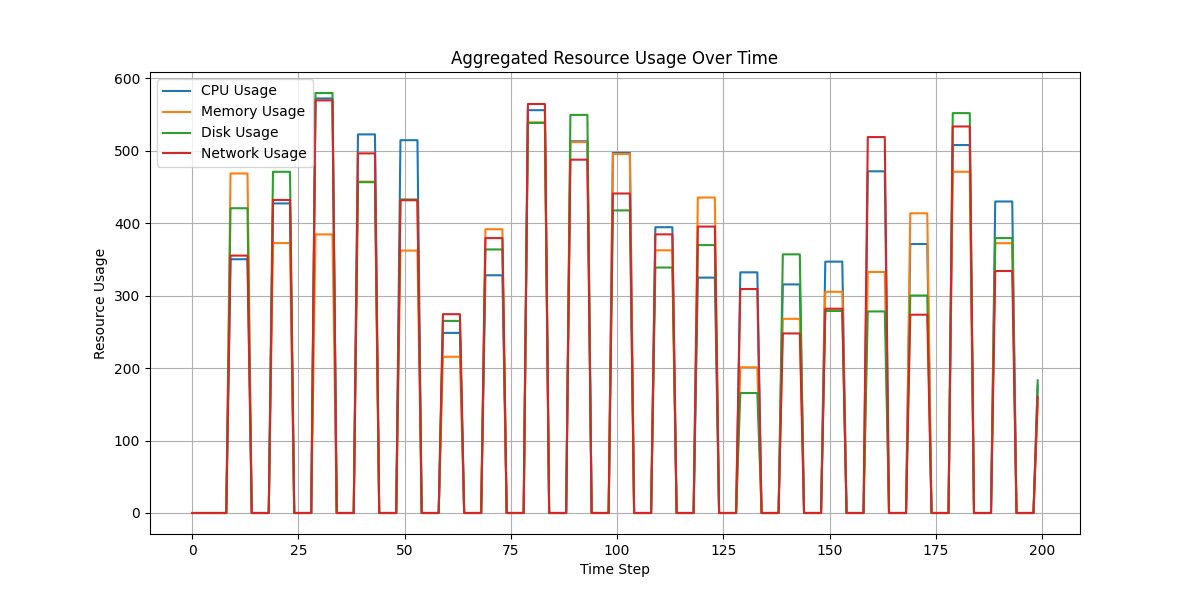 Aggregated Resource Usage Over Time
CPU Usage
Memory Usage
Disk Usage
Network Usage
Resource Usage
600
500
400
300
200
100
0
0 25 50 75 100 125 150 175 200
Time Step